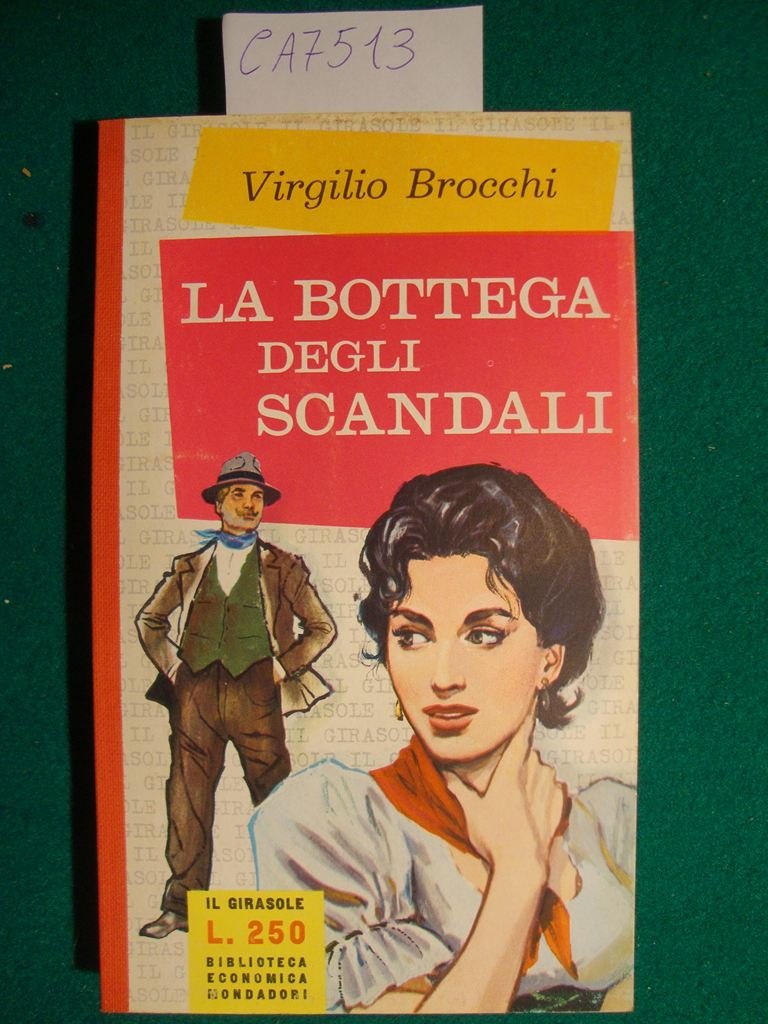 CA7513
Virgilio Brocchi
LA BOTTEGA
DEGLI
SCANDALI
IL GIRASOLE
L. 250
BIBLIOTECA
ECONOMICA
MONDADORI